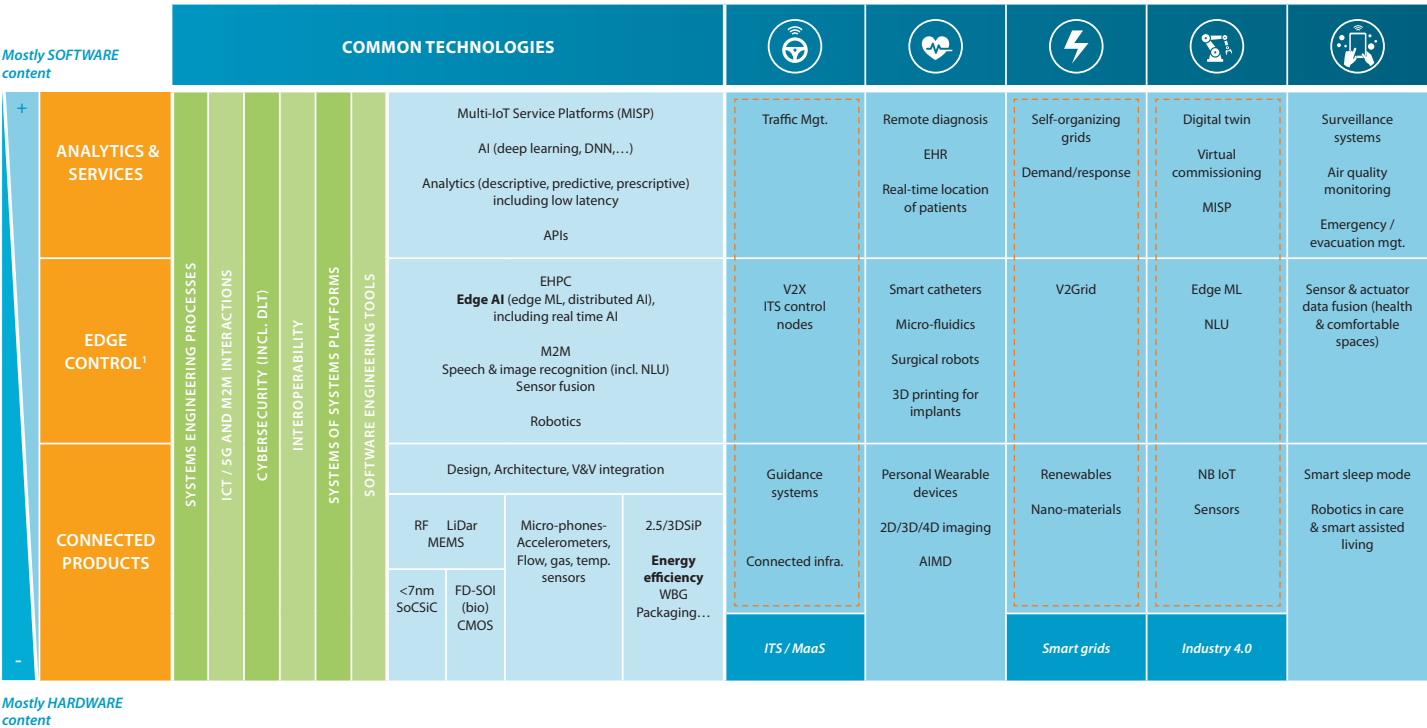 Mostly SOFTWARE
content
COMMON TECHNOLOGIES
+
ANALYTICS &
SERVICES
EDGE
CONTROL¹
CONNECTED
PRODUCTS
-
SYSTEMS ENGINEERING PROCESSES
ICT / 5G AND M2M INTERACTIONS
CYBERSECURITY (INCL. DLT)
INTEROPERABILITY
SYSTEMS OF SYSTEMS PLATFORMS
SOFTWARE ENGINEERING TOOLS
Multi-IoT Service Platforms (MISP)
AI (deep learning, DNN,…)
Analytics (descriptive, predictive, prescriptive)
including low latency
APIs
Traffic Mgt.
Remote diagnosis
EHR
Real-time location
of patients
Self-organizing
grids
Demand/response
Digital twin
Virtual
commissioning
MISP
Surveillance
systems
Air quality
monitoring
Emergency /
evacuation mgt.
EHPC
Edge AI (edge ML, distributed AI),
including real time AI
M2M
Speech & image recognition (incl. NLU)
Sensor fusion
Robotics
V2X
ITS control
nodes
Smart catheters
Micro-fluidics
Surgical robots
3D printing for
implants
V2Grid
Edge ML
NLU
Sensor & actuator
data fusion (health
& comfortable
spaces)
Design, Architecture, V&V integration
RF LiDar
MEMS
<7nm
SoCSiC
FD-SOI
(bio)
CMOS
Micro-phones-
Accelerometers,
Flow, gas, temp.
sensors
2.5/3DSiP
Energy
efficiency
WBG
Packaging…
Guidance
systems
Connected infra.
Personal Wearable
devices
2D/3D/4D imaging
AIMD
Renewables
Nano-materials
NB IoT
Sensors
Smart sleep mode
Robotics in care
& smart assisted
living
ITS / MaaS
Smart grids
Industry 4.0
Mostly HARDWARE
content